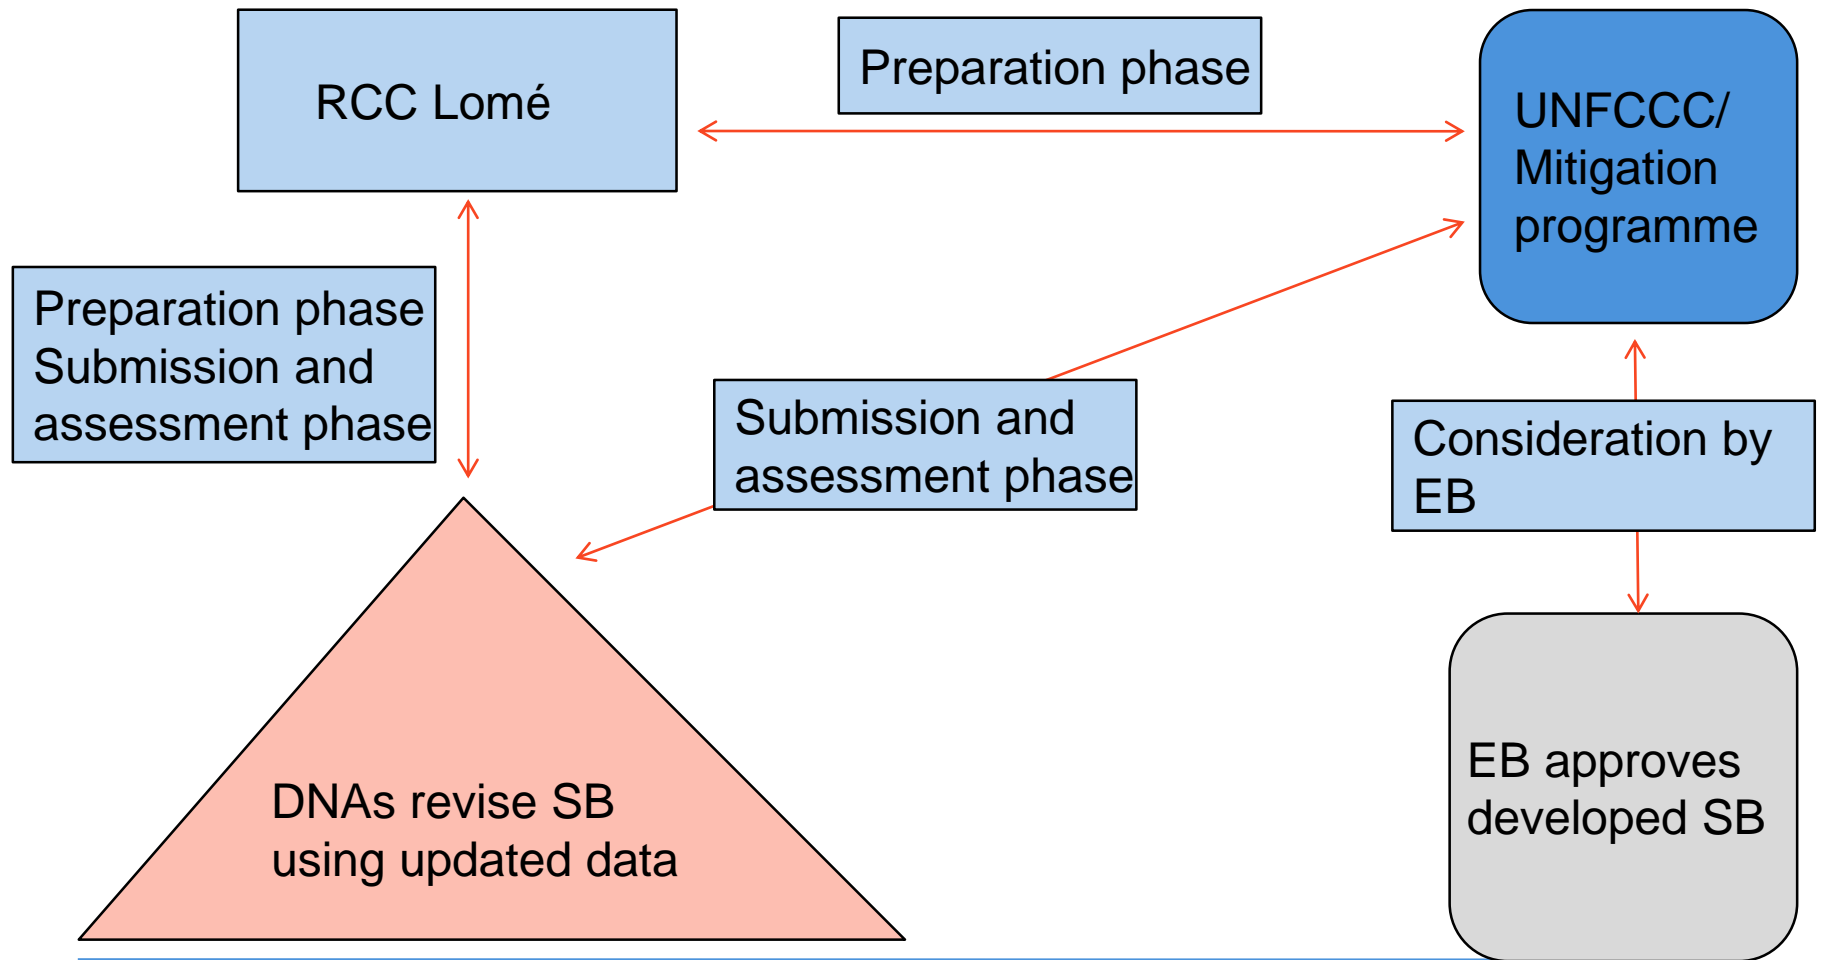 RCC Lomé
Preparation phase
UNFCCC/
Mitigation
programme
Preparation phase
Submission and
assessment phase
Submission and
assessment phase
Consideration by
EB
DNAs revise SB
using updated data
EB approves
developed SB